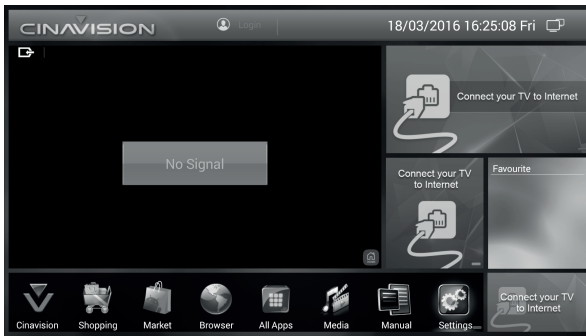 CINAVISION
Login
18/03/2016 16:25:08 Fri
No Signal
Connect your TV to Internet
Connect your TV
to Internet
Favourite
Cinavision
Shopping
Market
Browser
All Apps
Media
Manual
Settings
Connect your TV
to Internet